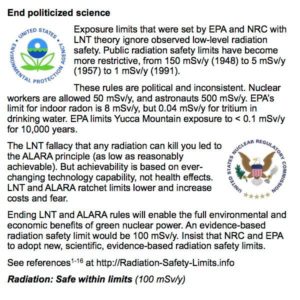 End politicized science
Exposure limits that were set by EPA and NRC with
LNT theory ignore observed low-level radiation
safety. Public radiation safety limits have become
more restrictive, from 150 mSv/y (1948) to 5 mSv/y
(1957) to 1 mSv/y (1991).
These rules are political and inconsistent. Nuclear
workers are allowed 50 mSv/y, and astronauts 500 mSv/y. EPA's
limit for indoor radon is 8 mSv/y, but 0.04 mSv/y for tritium in
drinking water. EPA limits Yucca Mountain exposure to < 0.1 mSv/y
for 10,000 years.
The LNT fallacy that any radiation can kill you led to
the ALARA principle (as low as reasonably
achievable). But achievability is based on ever-
changing technology capability, not health effects.
LNT and ALARA ratchet limits lower and increase
costs and fear.
Ending LNT and ALARA rules will enable the full environmental and
economic benefits of green nuclear power. An evidence-based
radiation safety limit would be 100 mSv/y. Insist that NRC and EPA
to adopt new, scientific, evidence-based radiation safety limits.
See references1-16 at http://Radiation-Safety-Limits.info
Radiation: Safe within limits (100 mSv/y)
ENVIRONMENTAL PROTECTION
UNITED STATES NUCLEAR REGULATORY COMMISSION